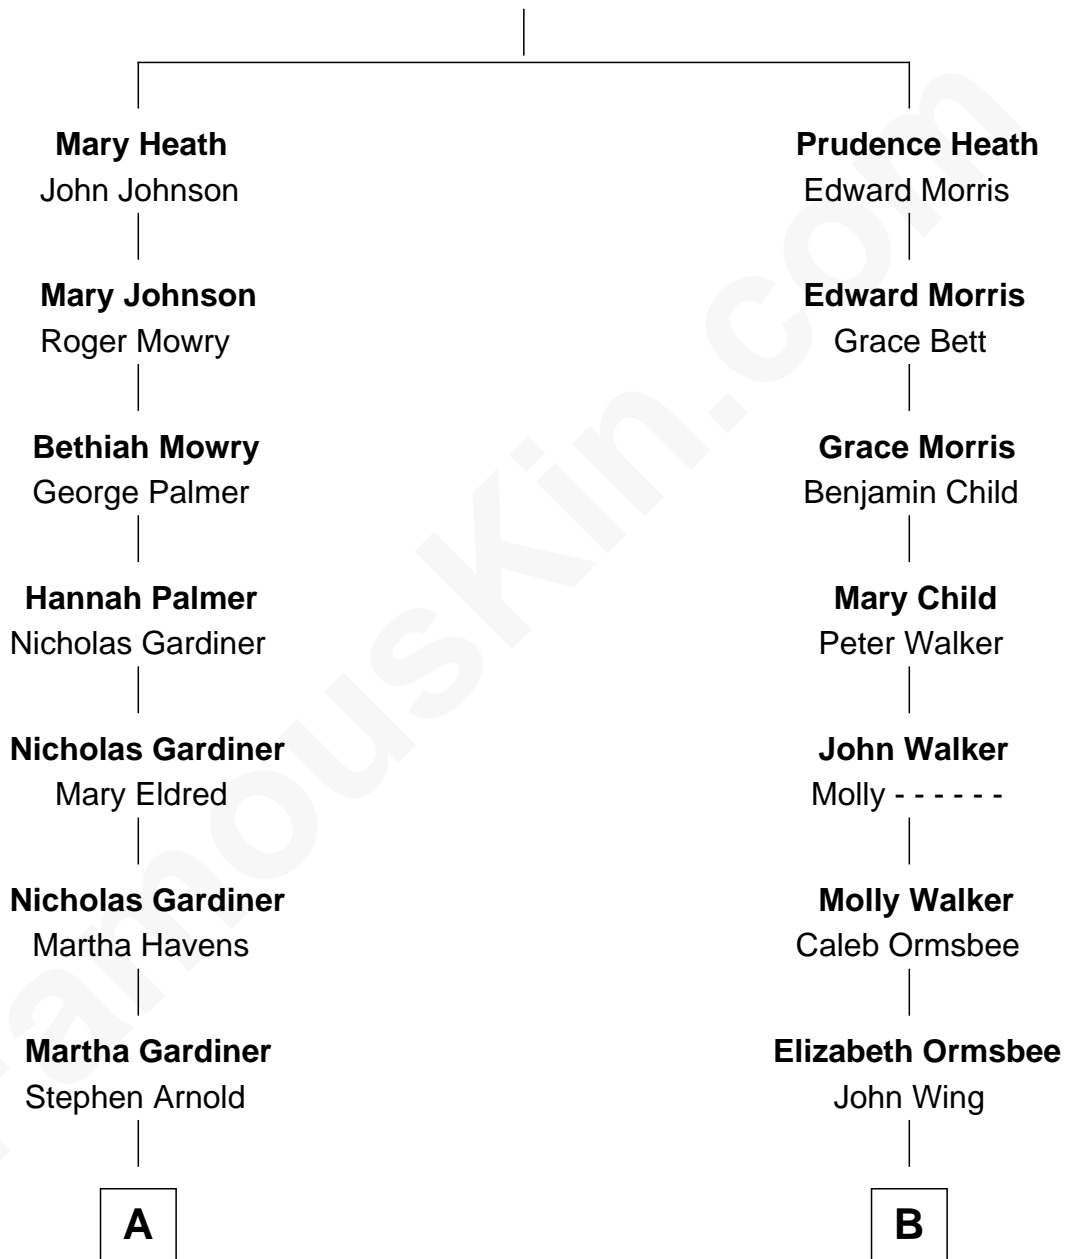 Mary Heath
John Johnson
Prudence Heath
Edward Morris
Mary Johnson
Roger Mowry
Edward Morris
Grace Bett
Bethiah Mowry
George Palmer
Grace Morris
Benjamin Child
Hannah Palmer
Nicholas Gardiner
Mary Child
Peter Walker
Nicholas Gardiner
Mary Eldred
John Walker
Molly - - - - - -
Nicholas Gardiner
Martha Havens
Molly Walker
Caleb Ormsbee
Martha Gardiner
Stephen Arnold
Elizabeth Ormsbee
John Wing
A
B
FamousKin.com